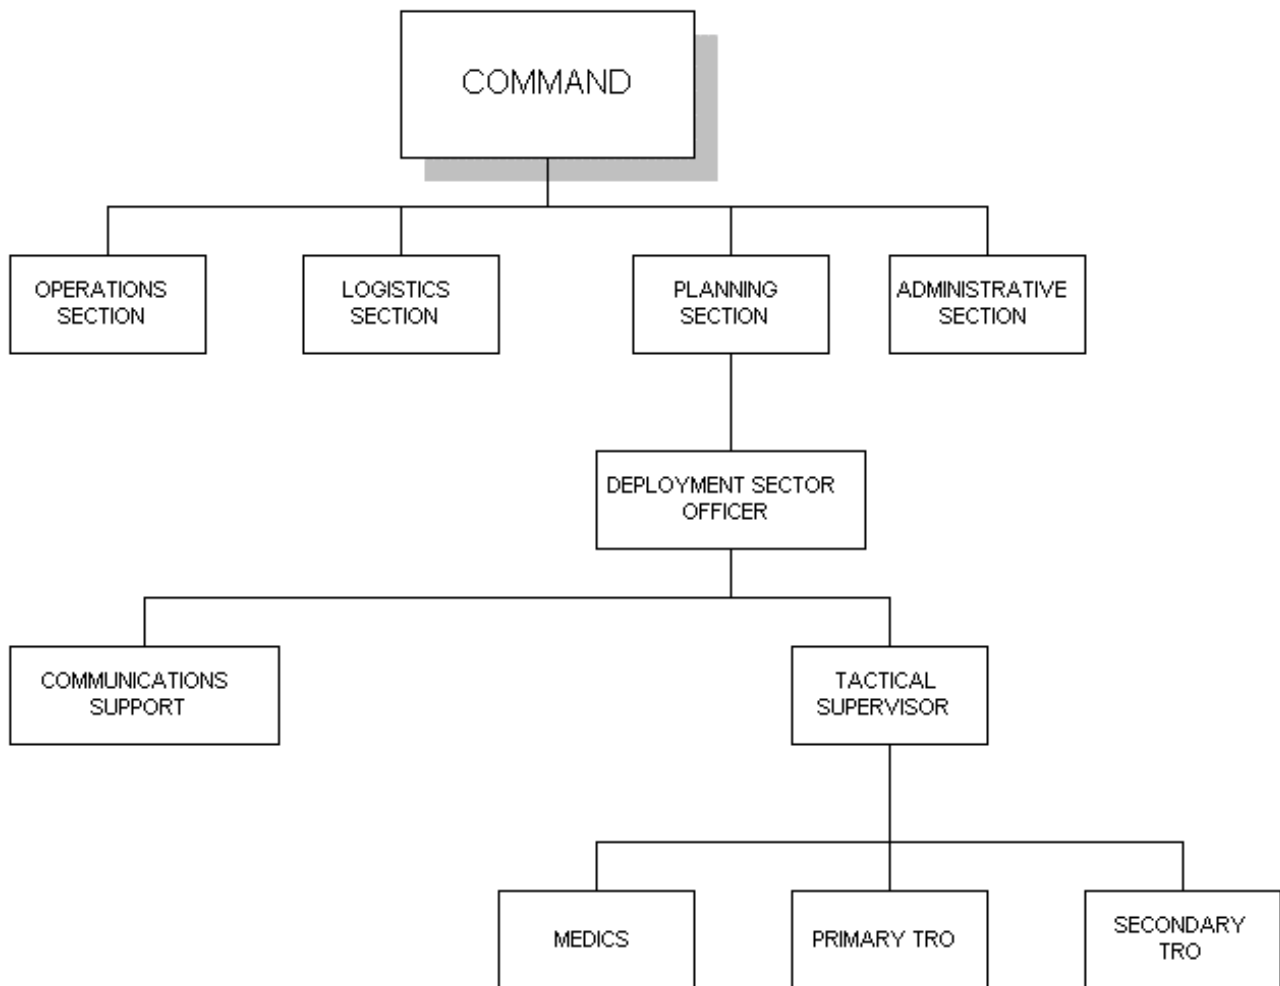 COMMAND
OPERATIONS
SECTION
LOGISTICS
SECTION
PLANNING
SECTION
ADMINISTRATIVE
SECTION
DEPLOYMENT SECTOR
OFFICER
COMMUNICATIONS
SUPPORT
TACTICAL
SUPERVISOR
MEDICS
PRIMARY TRO
SECONDARY
TRO